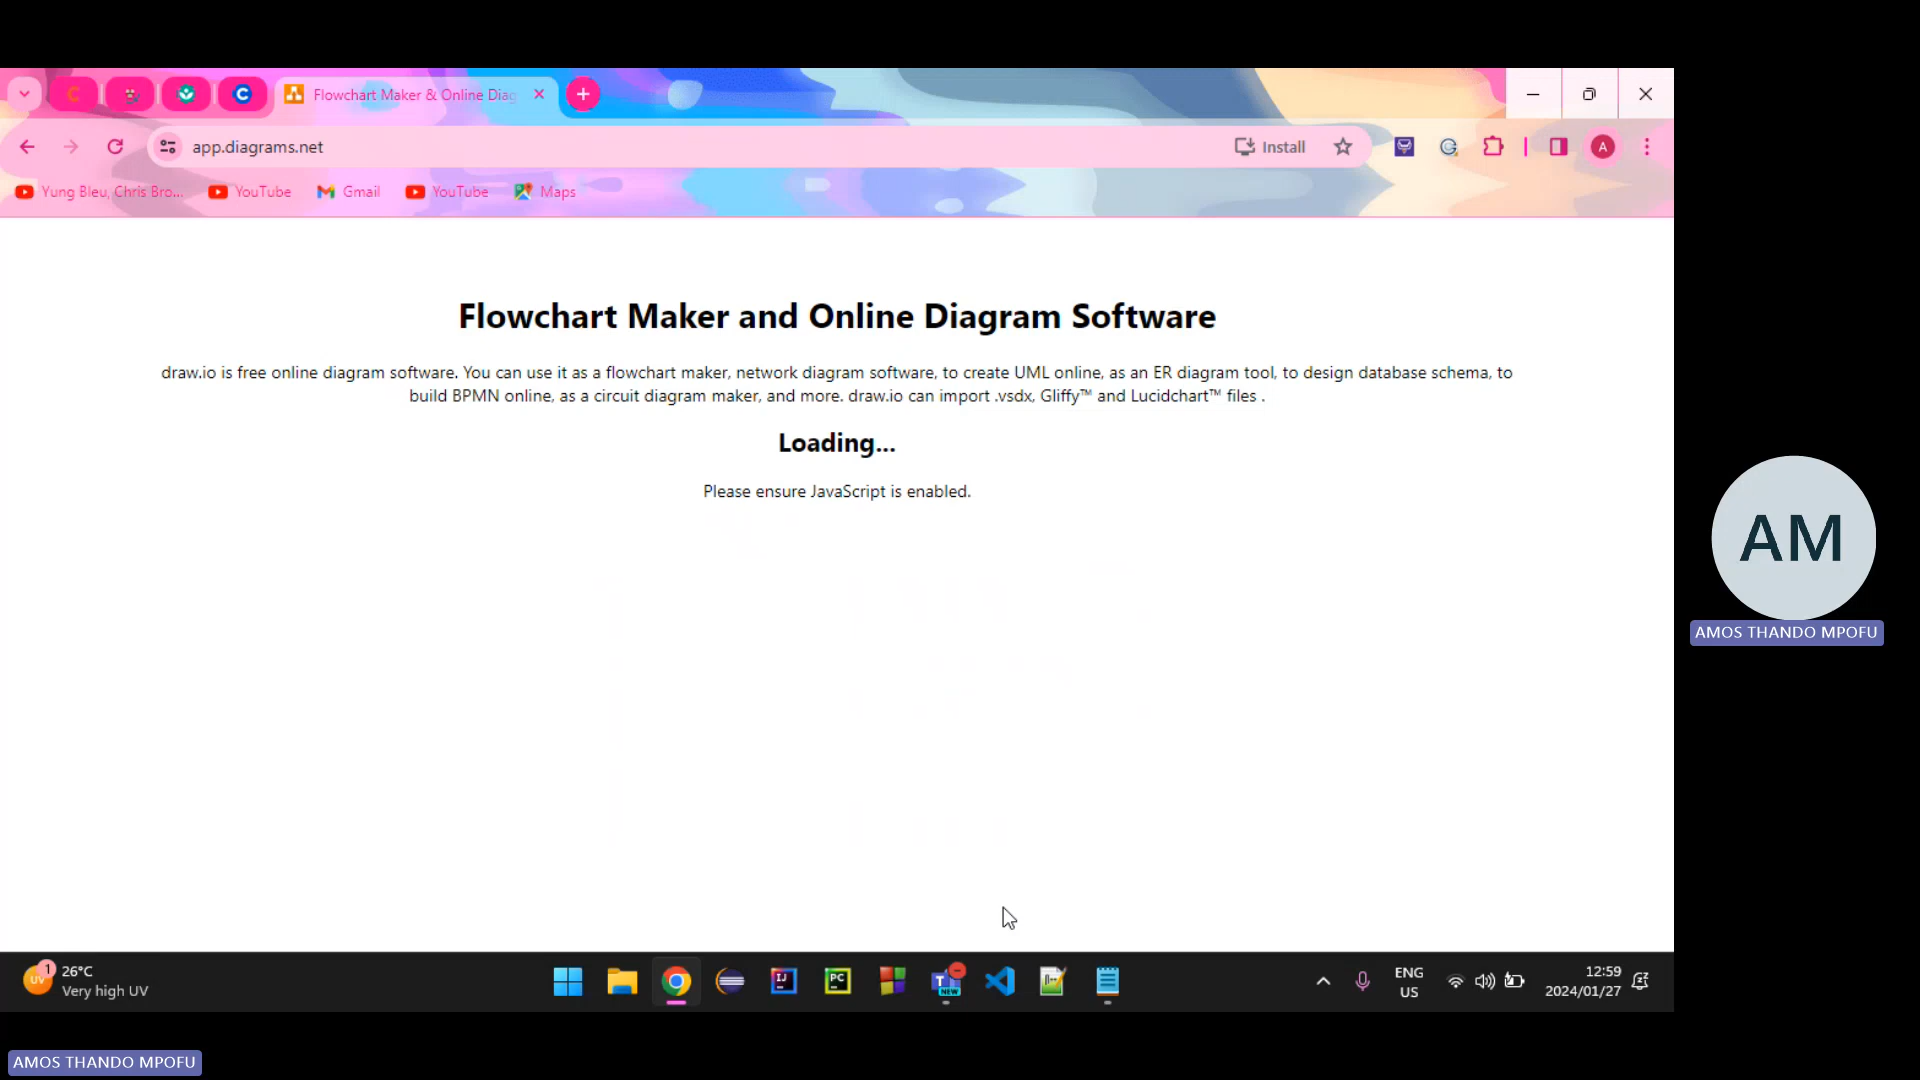 Flowchart Maker & Online Diag
app.diagrams.net
Install
A
Yung Bleu, Chris Bro...
YouTube
Gmail
YouTube
Maps
Flowchart Maker and Online Diagram Software
draw.io is free online diagram software. You can use it as a flowchart maker, network diagram software, to create UML online, as an ER diagram tool, to design database schema, to
build BPMN online, as a circuit diagram maker, and more. draw.io can import .vsdx, Gliffy™ and Lucidchart™ files .
Loading...
Please ensure JavaScript is enabled.
AM
AMOS THANDO MPOFU
UV
1
26°C
Very high UV
IJ
PC
NEW
ENG
US
12:59
2024/01/27
AMOS THANDO MPOFU